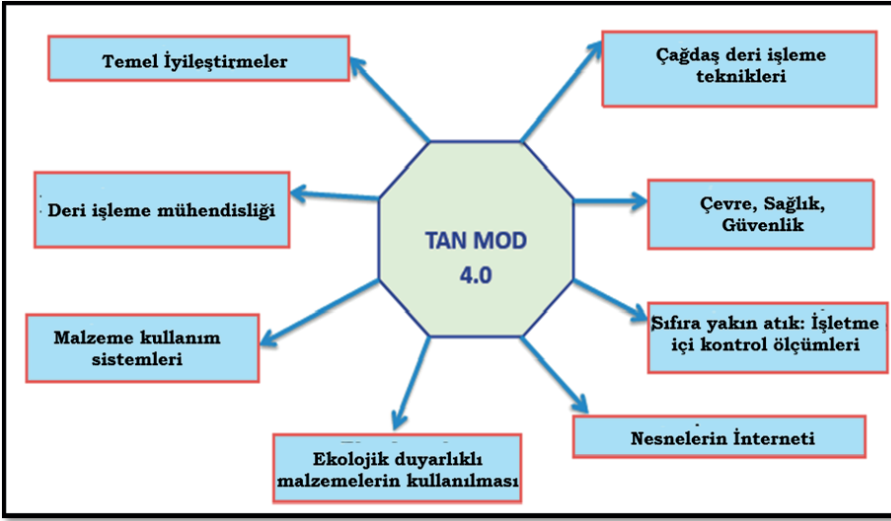 Temel İyileştirmeler
Çağdaş deri işleme
teknikleri
Deri işleme mühendisliği
Çevre, Sağlık,
Güvenlik
TAN MOD
4.0
Malzeme kullanım
sistemleri
Sıfıra yakın atık: İşletme
içi kontrol ölçümleri
Ekolojik duyarlıklı
malzemelerin kullanılması
Nesnelerin İnterneti